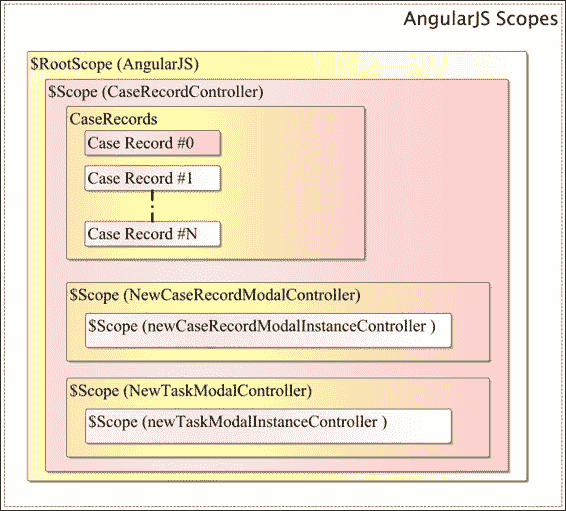 AngularJS Scopes
$RootScope (AngularJS)
$Scope (CaseRecordController)
CaseRecords
Case Record #0
Case Record #1
Case Record #N
$Scope (NewCaseRecordModalController)
$Scope (newCaseRecordModalInstanceController )
$Scope (NewTaskModalController)
$Scope (newTaskModalInstanceController )